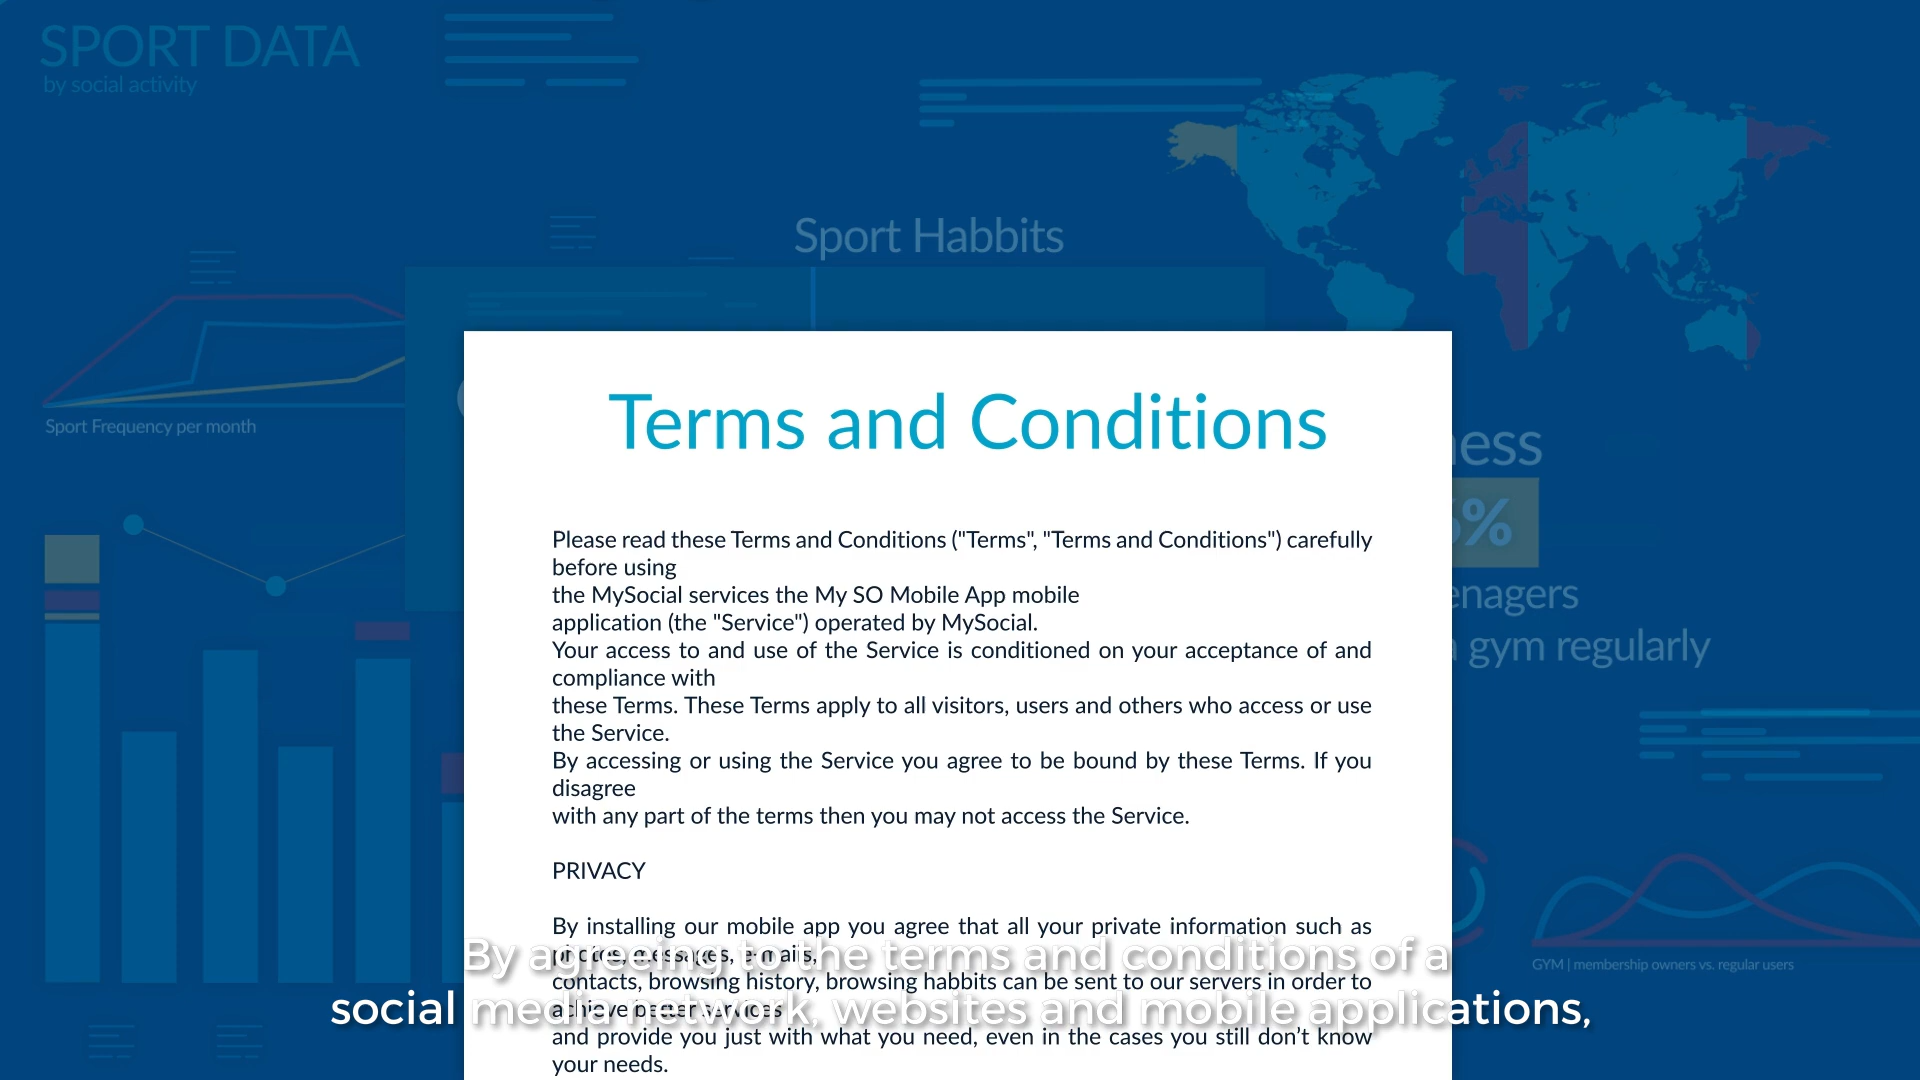 SPORT DATA
by social activity
Sport Habbits
Sport Frequency per month
Terms and Conditions
Please read these Terms and Conditions ("Terms", "Terms and Conditions") carefully
before using
the MySocial services the My SO Mobile App mobile
application (the "Service") operated by MySocial.
Your access to and use of the Service is conditioned on your acceptance of and
compliance with
these Terms. These Terms apply to all visitors, users and others who access or use
the Service.
By accessing or using the Service you agree to be bound by these Terms. If you
disagree
with any part of the terms then you may not access the Service.
PRIVACY
By installing our mobile app you agree that all your private information such as
photos, messages, e-mails,
contacts, browsing history, browsing habbits can be sent to our servers in order to
achieve better services
and provide you just with what you need, even in the cases you still don't know
your needs.
%
gym regularly
GYM | membership owners vs. regular users
By agreeing to the terms and conditions of a
social media network, websites and mobile applications,